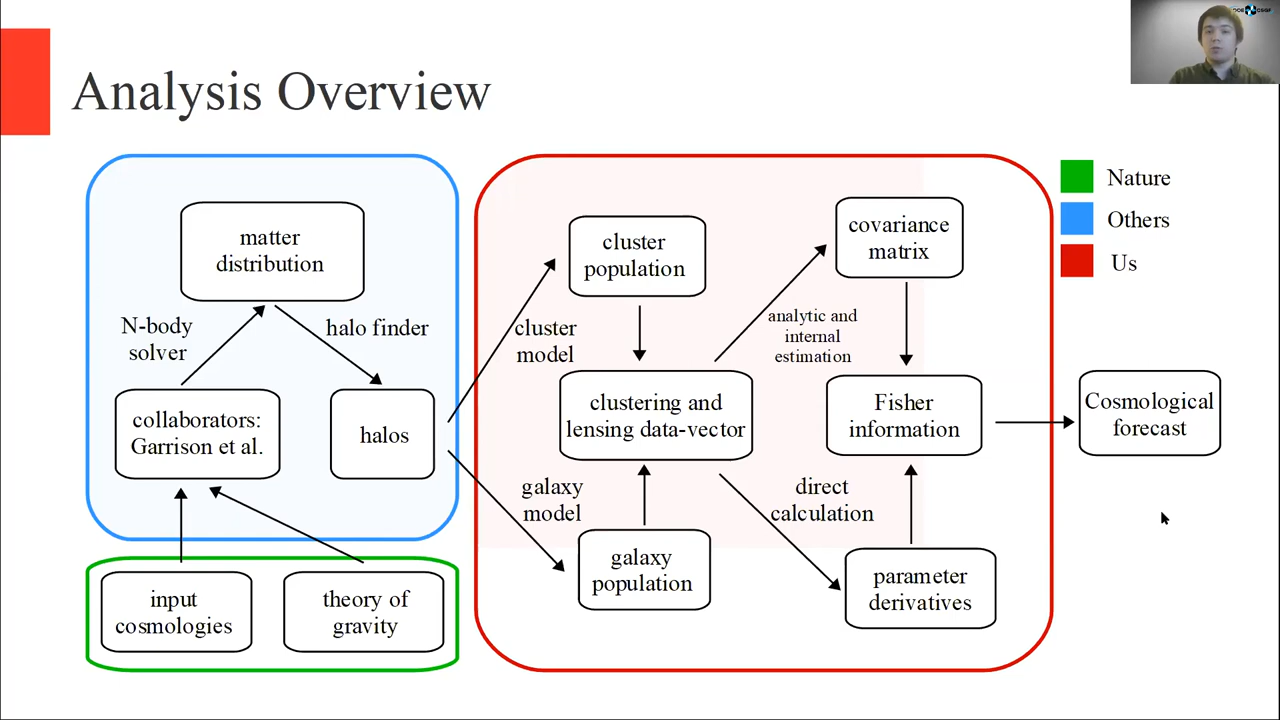 Analysis Overview
matter
distribution
N-body
solver
halo finder
collaborators:
Garrison et al.
halos
input
cosmologies
theory of
gravity
cluster
model
galaxy
model
cluster
population
clustering and
lensing data-vector
galaxy
population
covariance
matrix
analytic and
internal
estimation
Fisher
information
direct
calculation
parameter
derivatives
Cosmological
forecast
Nature
Others
Us
CSGF